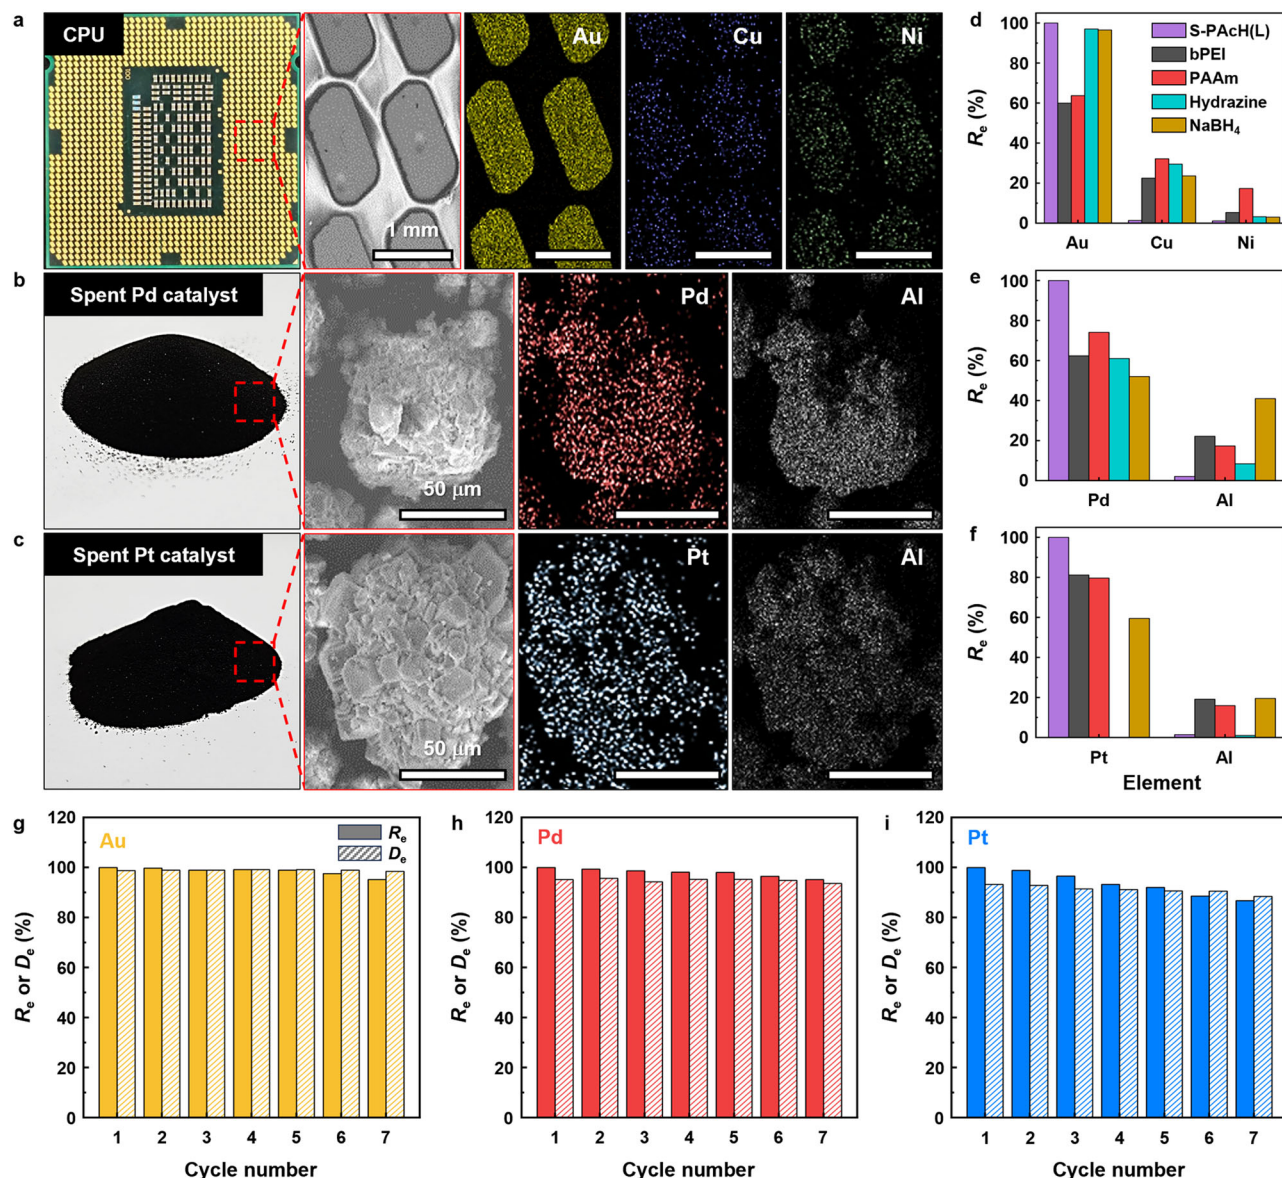 a
CPU
Au
Cu
Ni
1 mm
b
Spent Pd catalyst
Pd
Al
50 μm
c
Spent Pt catalyst
Pt
Al
50 μm
d
100
80
60
40
20
0
Rₑ (%)
S-PAcH(L)
bPEI
PAAm
Hydrazine
NaBH₄
Au Cu Ni
e
100
80
60
40
20
0
Rₑ (%)
Pd Al
f
100
80
60
40
20
0
Rₑ (%)
Pt Al
Element
g
120
100
80
60
40
20
0
Rₑ or Dₑ (%)
Au
Rₑ
Dₑ
1 2 3 4 5 6 7
Cycle number
h
120
100
80
60
40
20
0
Rₑ or Dₑ (%)
Pd
1 2 3 4 5 6 7
Cycle number
i
120
100
80
60
40
20
0
Rₑ or Dₑ (%)
Pt
1 2 3 4 5 6 7
Cycle number